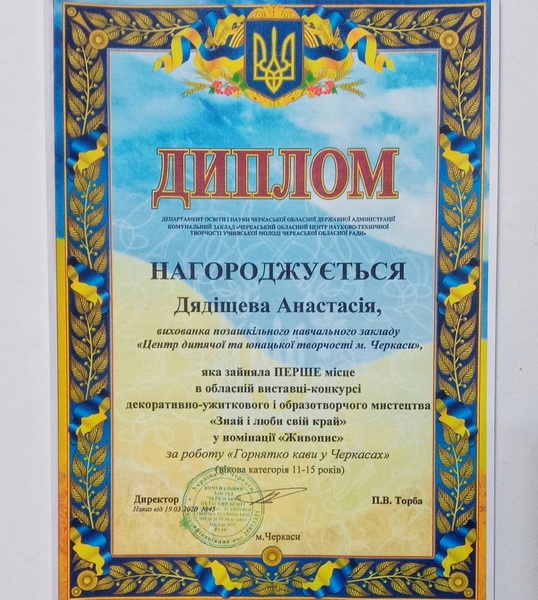 ДИПЛОМ
ДЕПАРТАМЕНТ ОСВІТИ І НАУКИ ЧЕРКАСЬКОЇ ОБЛАСНОЇ ДЕРЖАВНОЇ АДМІНІСТРАЦІЇ
КОМУНАЛЬНИЙ ЗАКЛАД «ЧЕРКАСЬКИЙ ОБЛАСНИЙ ЦЕНТР НАУКОВО-ТЕХНІЧНОЇ
ТВОРЧОСТІ УЧНІВСЬКОЇ МОЛОДІ ЧЕРКАСЬКОЇ ОБЛАСНОЇ РАДИ»
НАГОРОДЖУЄТЬСЯ
Дядіщева Анастасія,
вихованка позашкільного навчального закладу
«Центр дитячої та юнацької творчості м. Черкаси»,
яка зайняла ПЕРШЕ місце
в обласній виставці-конкурсі
декоративно-ужиткового і образотворчого мистецтва
«Знай і люби свій край»
у номінації «Живопис»
за роботу «Горнятко кави у Черкасах»
(вікова категорія 11-15 років)
Директор П.В. Торба
Наказ від 19.03.2020 №45
м.Черкаси